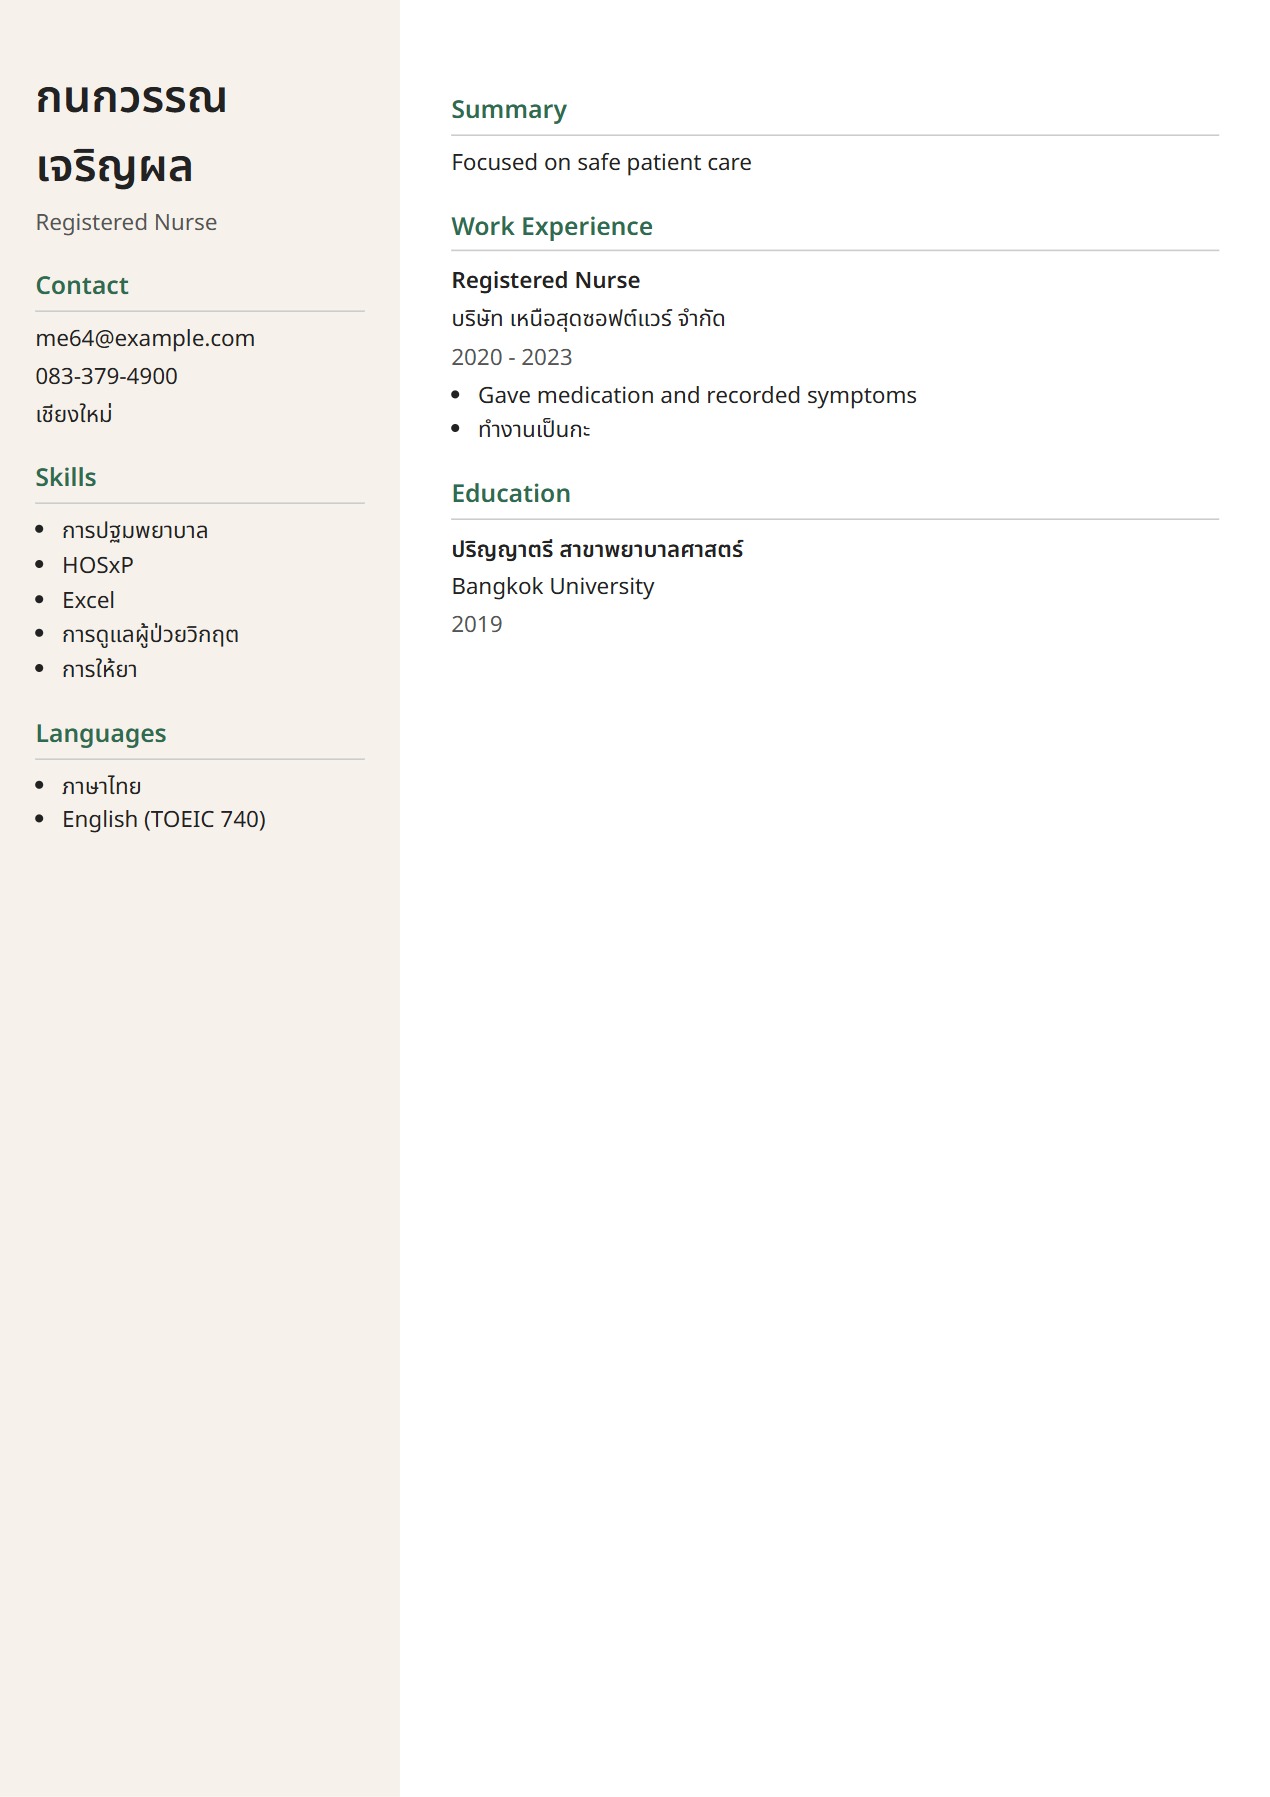 กนกวรรณ
เจริญผล
Registered Nurse
Contact
me64@example.com
083-379-4900
เชียงใหม่
Skills
• การปฐมพยาบาล
• HOSxP
• Excel
• การดูแลผู้ป่วยวิกฤต
• การให้ยา
Languages
• ภาษาไทย
• English (TOEIC 740)
Summary
Focused on safe patient care
Work Experience
Registered Nurse
บริษัท เหนือสุดซอฟต์แวร์ จำกัด
2020 - 2023
• Gave medication and recorded symptoms
• ทำงานเป็นกะ
Education
ปริญญาตรี สาขาพยาบาลศาสตร์
Bangkok University
2019